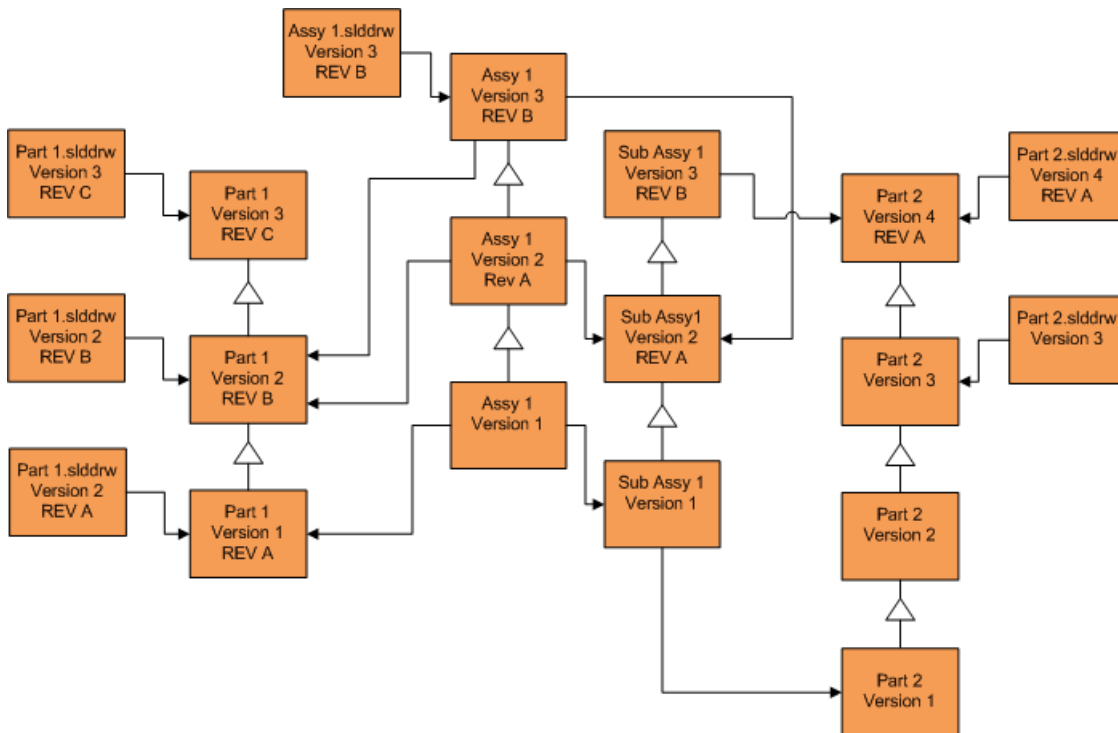 Assy 1.slddrw
Version 3
REV B
Assy 1
Version 3
REV B
Part 1.slddrw
Version 3
REV C
Part 1
Version 3
REV C
Sub Assy 1
Version 3
REV B
Part 2
Version 4
REV A
Part 2.slddrw
Version 4
REV A
Assy 1
Version 2
Rev A
Part 1.slddrw
Version 2
REV B
Part 1
Version 2
REV B
Sub Assy1
Version 2
REV A
Part 2
Version 3
Part 2.slddrw
Version 3
Assy 1
Version 1
Part 1.slddrw
Version 2
REV A
Part 1
Version 1
REV A
Sub Assy 1
Version 1
Part 2
Version 2
Part 2
Version 1